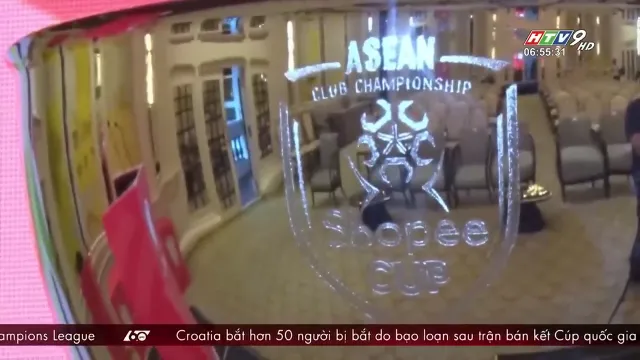 HTV9 HD
06:55:31
ASEAN
CLUB CHAMPIONSHIP
Shopee
CUP
ampions League
60
Croatia bắt hơn 50 người bị bắt do bạo loạn sau trận bán kết Cúp quốc gia